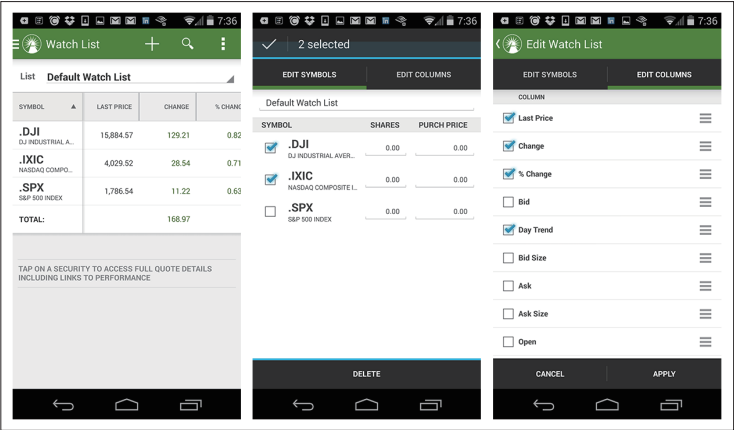 7:36
Watch List
List Default Watch List
SYMBOL LAST PRICE CHANGE % CHANG
.DJI 15,884.57 129.21 0.82
DJ INDUSTRIAL A...
.IXIC 4,029.52 28.54 0.71
NASDAQ COMPO...
.SPX 1,786.54 11.22 0.63
S&P 500 INDEX
TOTAL: 168.97
TAP ON A SECURITY TO ACCESS FULL QUOTE DETAILS
INCLUDING LINKS TO PERFORMANCE
7:36
2 selected
EDIT SYMBOLS EDIT COLUMNS
Default Watch List
SYMBOL SHARES PURCH PRICE
.DJI 0.00 0.00
DJ INDUSTRIAL AVER...
.IXIC 0.00 0.00
NASDAQ COMPOSITE I...
.SPX 0.00 0.00
S&P 500 INDEX
DELETE
7:36
Edit Watch List
EDIT SYMBOLS EDIT COLUMNS
COLUMN
Last Price
Change
% Change
Bid
Day Trend
Bid Size
Ask
Ask Size
Open
CANCEL APPLY